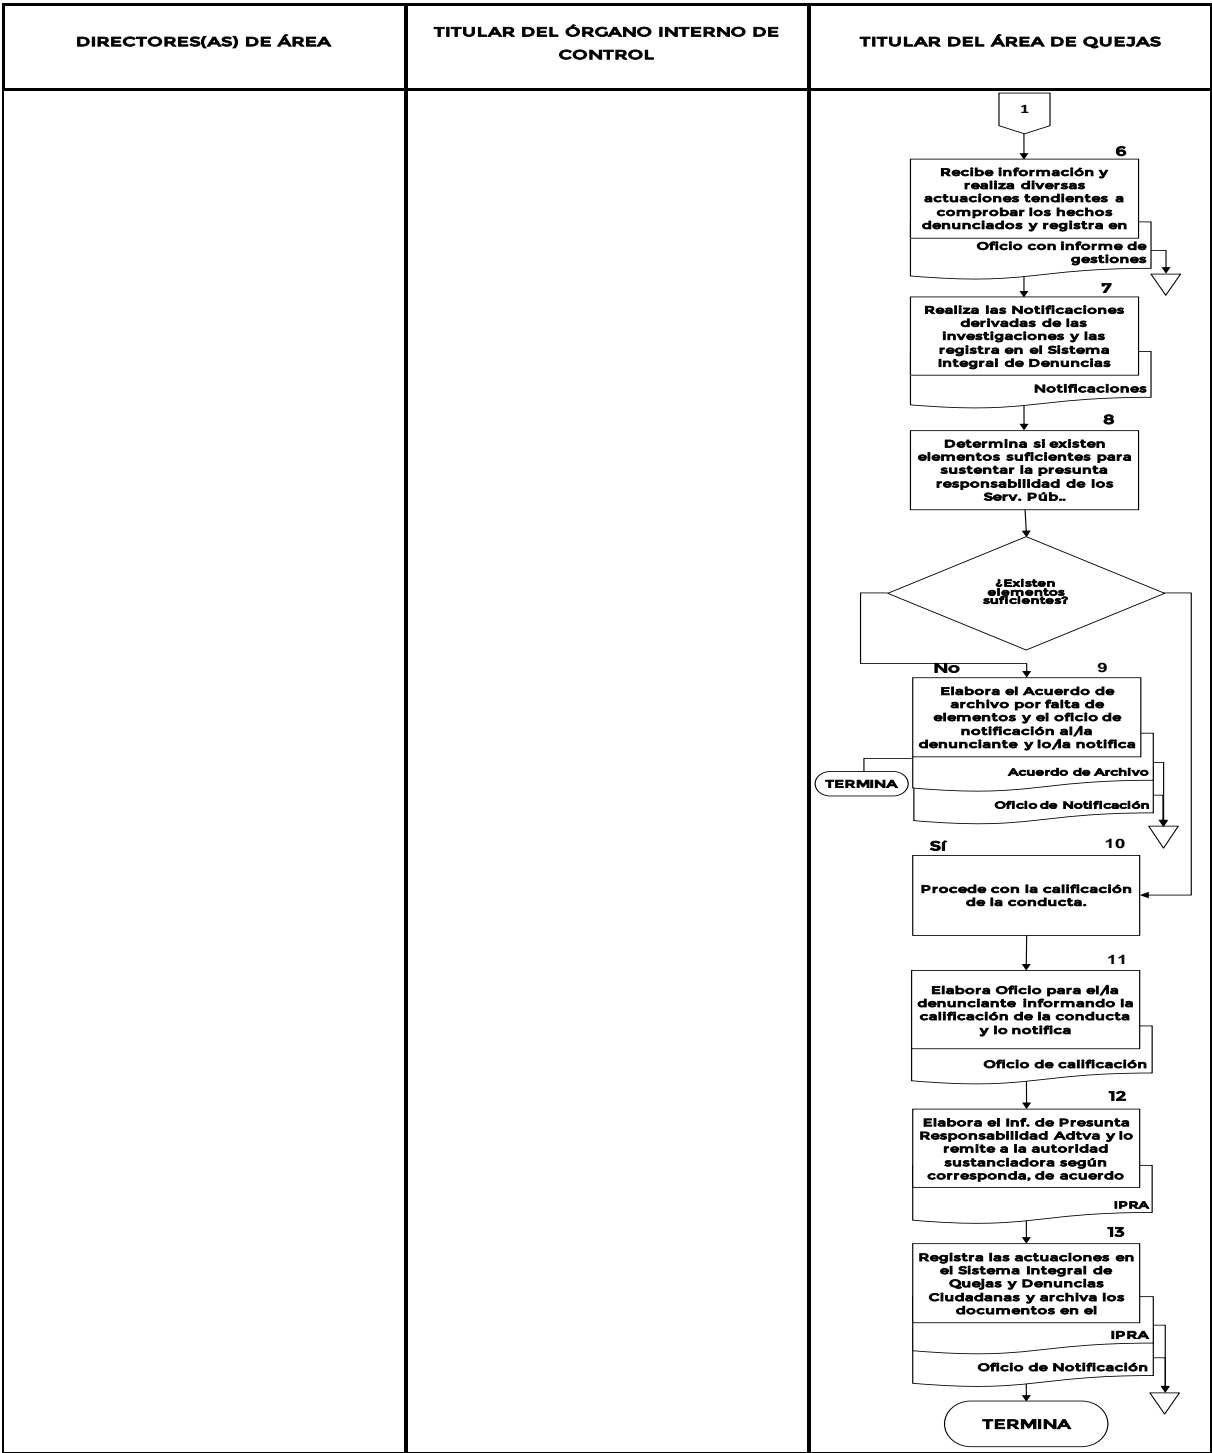 DIRECTORES(AS) DE ÁREA
TITULAR DEL ÓRGANO INTERNO DE
CONTROL
TITULAR DEL ÁREA DE QUEJAS
1
6
Recibe información y
realiza diversas
actuaciones tendientes a
comprobar los hechos
denunciados y registra en
Oficio con informe de
gestiones
7
Realiza las Notificaciones
derivadas de las
investigaciones y las
registra en el Sistema
Integral de Denuncias
Notificaciones
8
Determina si existen
elementos suficientes para
sustentar la presunta
responsabilidad de los
Serv. Púb..
¿Existen
elementos
suficientes?
No
9
Elabora el Acuerdo de
archivo por falta de
elementos y el oficio de
notificación al/la
denunciante y lo/la notifica
Acuerdo de Archivo
TERMINA
Oficio de Notificación
Sí
10
Procede con la calificación
de la conducta.
11
Elabora Oficio para el/la
denunciante informando la
calificación de la conducta
y lo notifica
Oficio de calificación
12
Elabora el Inf. de Presunta
Responsabilidad Adtva y lo
remite a la autoridad
sustanciadora según
corresponda, de acuerdo
IPRA
13
Registra las actuaciones en
el Sistema Integral de
Quejas y Denuncias
Ciudadanas y archiva los
documentos en el
IPRA
Oficio de Notificación
TERMINA